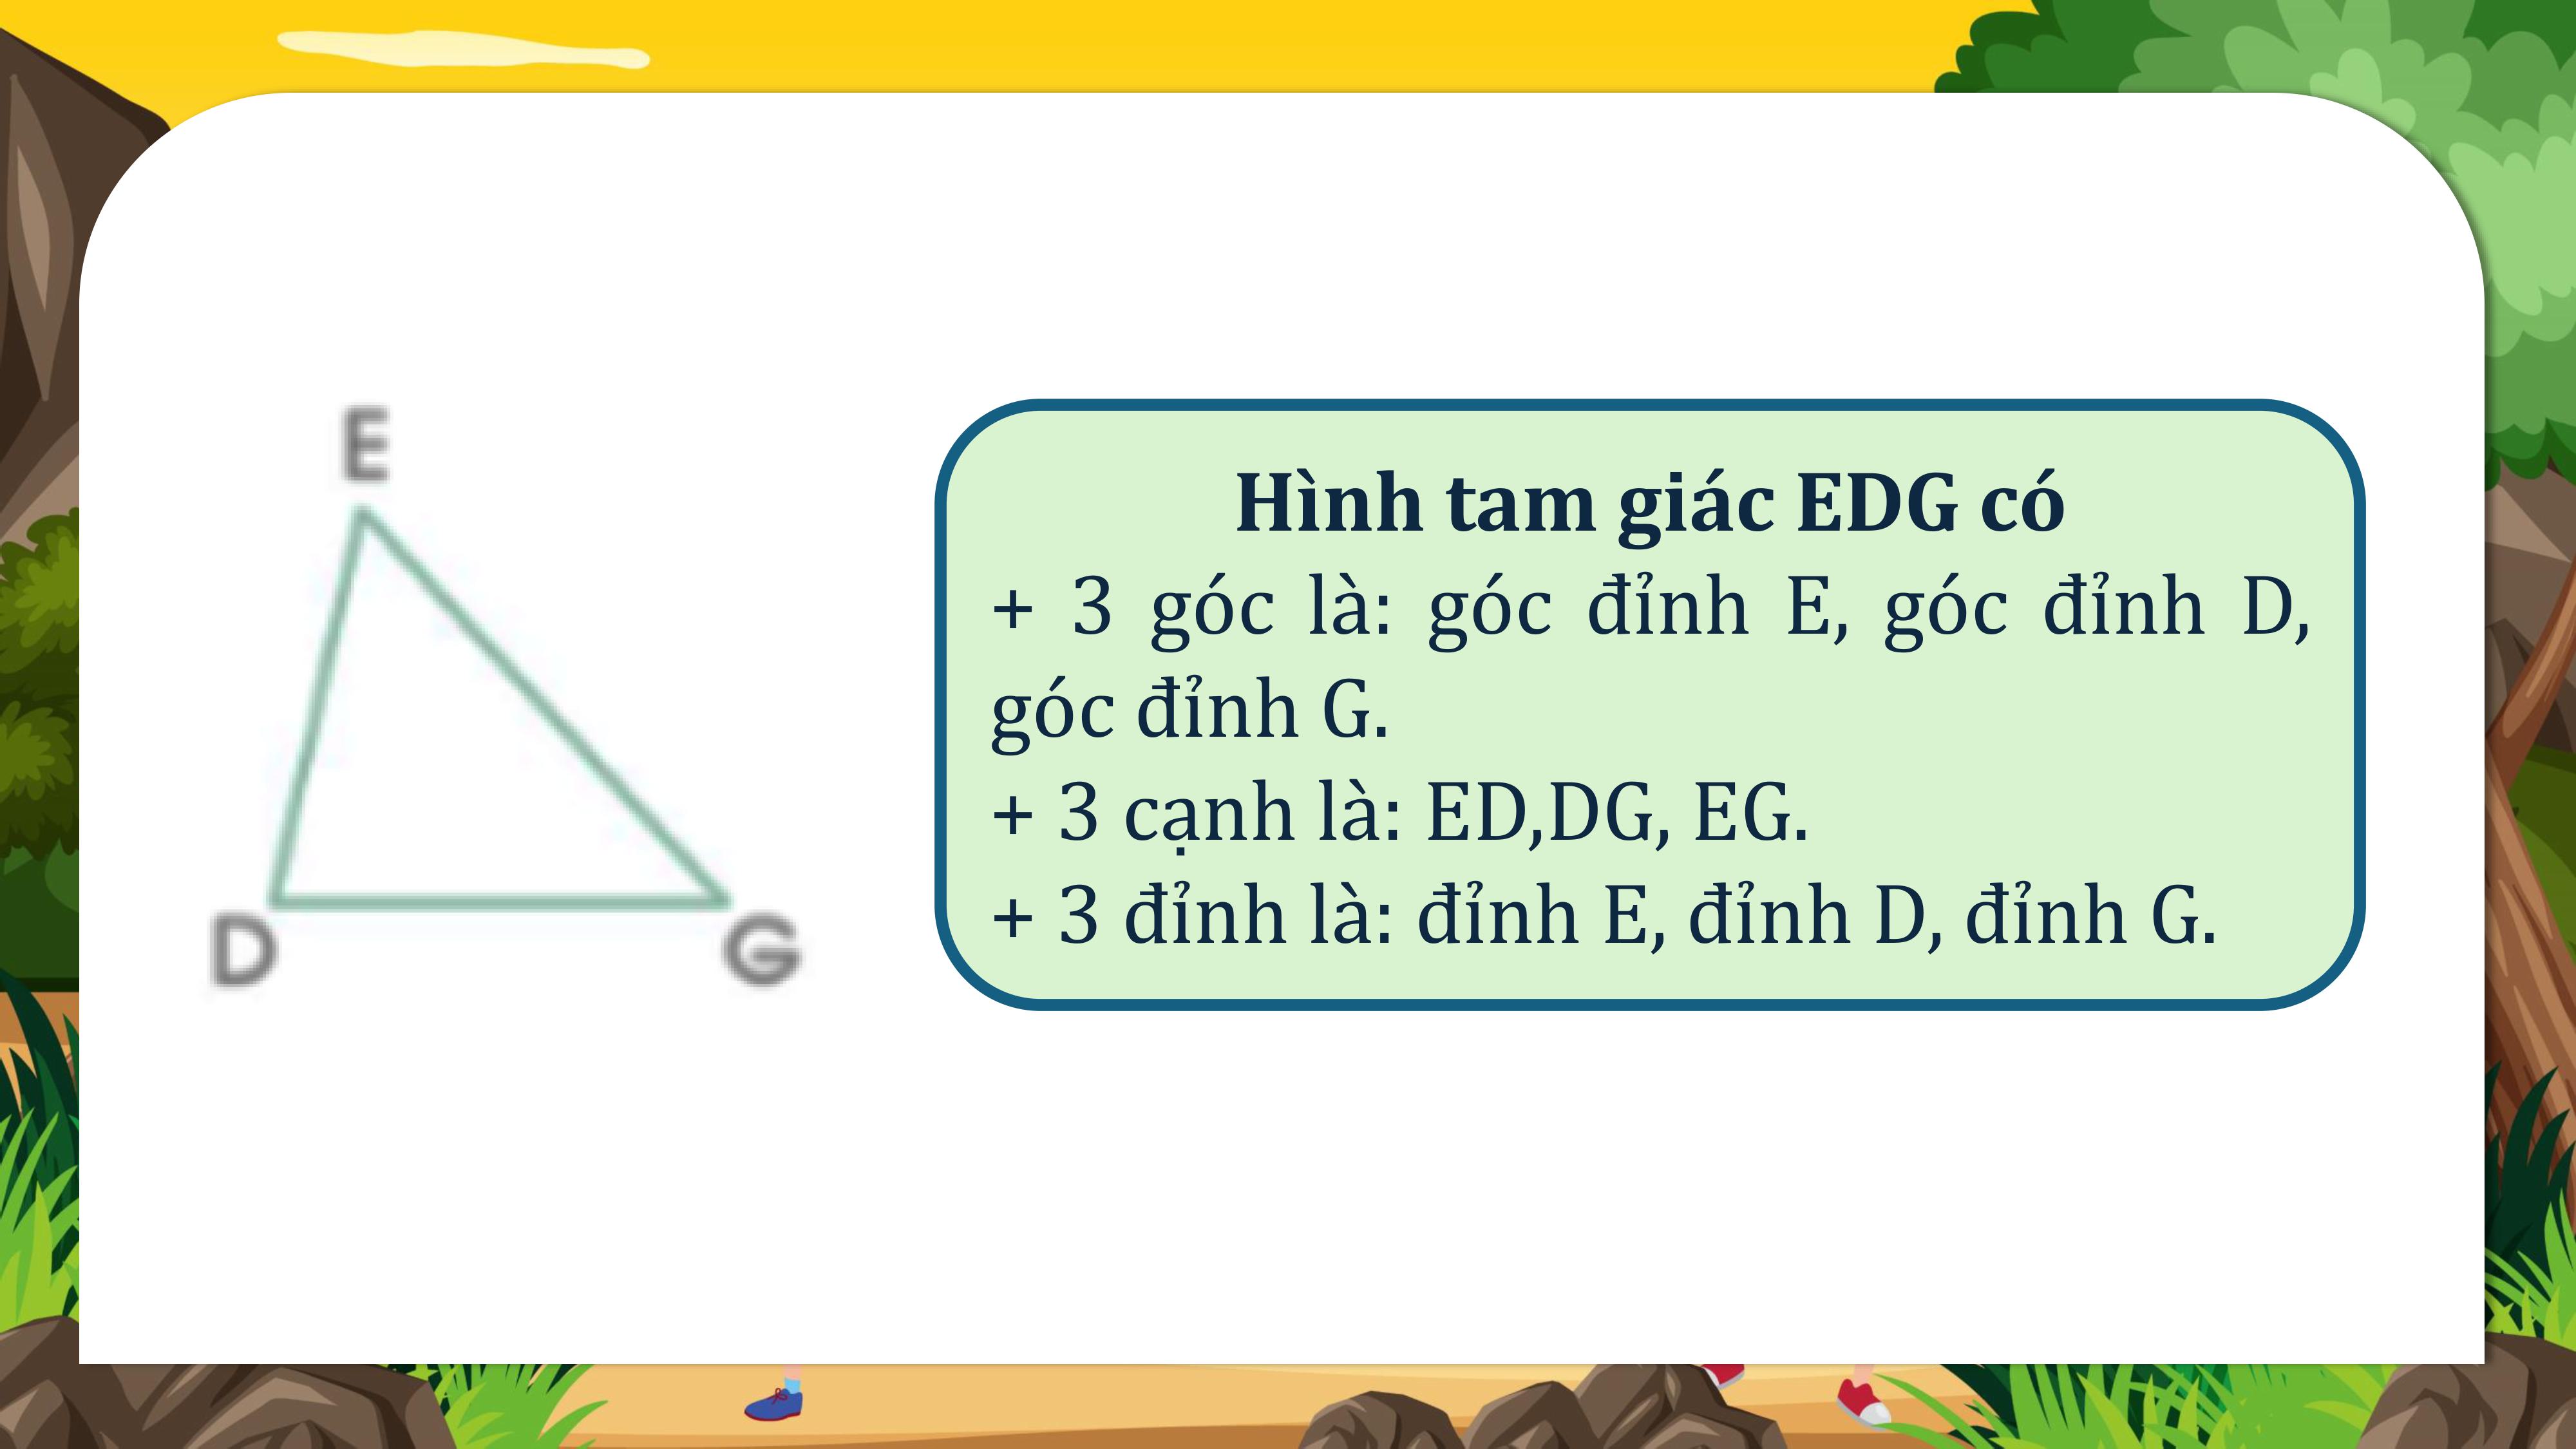 E
D
G
Hình tam giác EDG có
+ 3 góc là: góc đỉnh E, góc đỉnh D,
góc đỉnh G.
+ 3 cạnh là: ED,DG, EG.
+ 3 đỉnh là: đỉnh E, đỉnh D, đỉnh G.